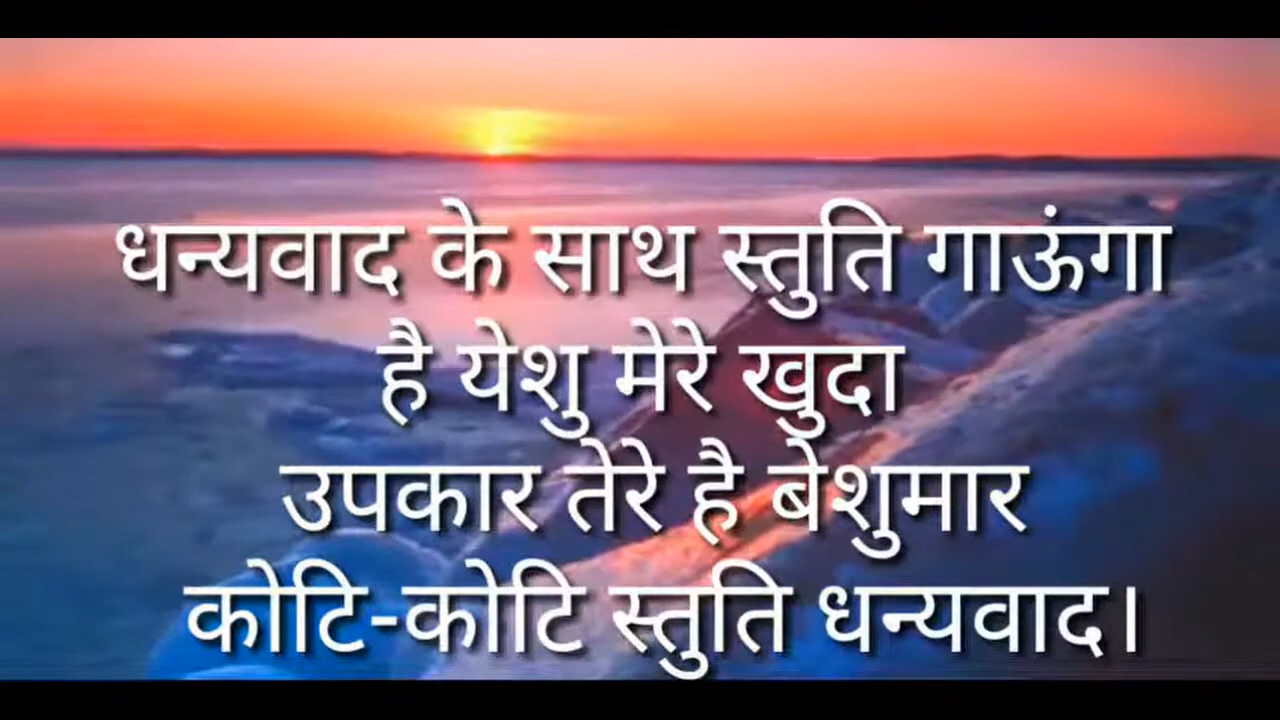 धन्यवाद के साथ स्तुति गाऊंगा
है येशु मेरे खुदा
उपकार तेरे है बेशुमार
कोटि-कोटि स्तुति धन्यवाद।